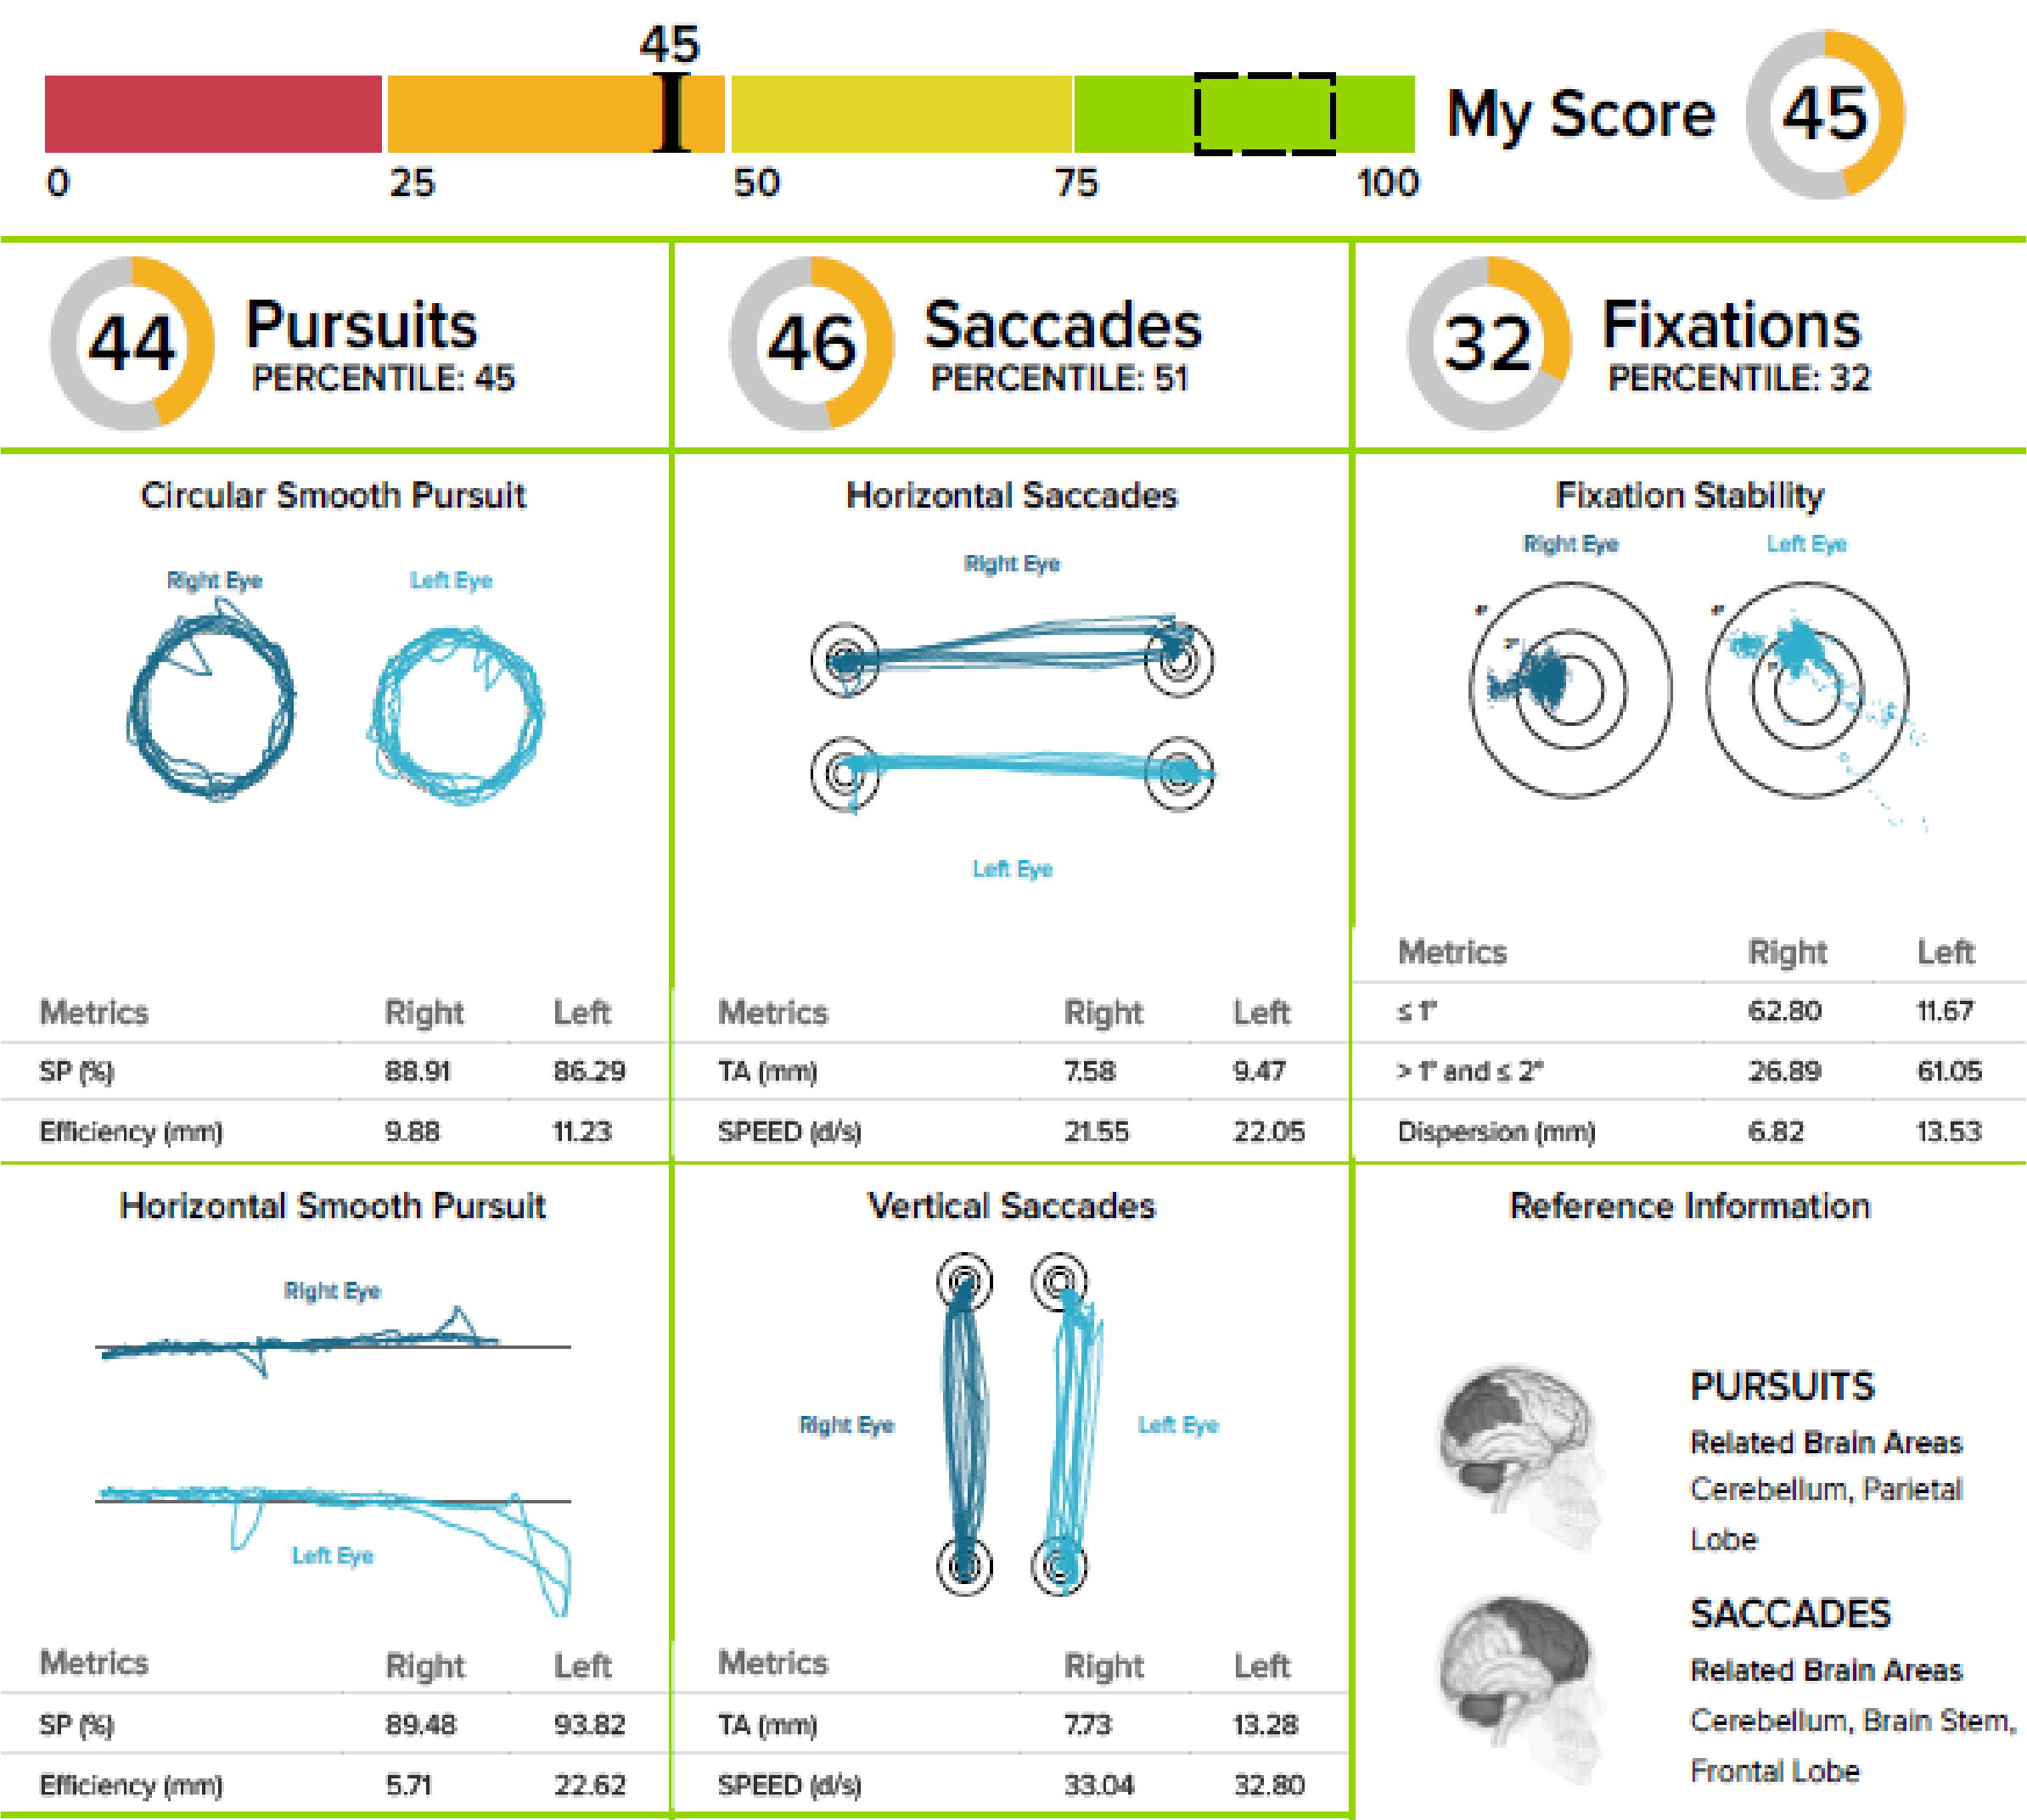 45
0 25 50 75 100
My Score 45
44 Pursuits
PERCENTILE: 45
46 Saccades
PERCENTILE: 51
32 Fixations
PERCENTILE: 32
Circular Smooth Pursuit
Right Eye Left Eye
Metrics Right Left
SP (%) 88.91 86.29
Efficiency (mm) 9.88 11.23
Horizontal Saccades
Right Eye
Left Eye
Metrics Right Left
TA (mm) 7.58 9.47
SPEED (d/s) 21.55 22.05
Fixation Stability
Right Eye Left Eye
4° 4°
2°
Metrics Right Left
≤ 1° 62.80 11.67
> 1° and ≤ 2° 26.89 61.05
Dispersion (mm) 6.82 13.53
Horizontal Smooth Pursuit
Right Eye
Left Eye
Metrics Right Left
SP (%) 89.48 93.82
Efficiency (mm) 5.71 22.62
Vertical Saccades
Right Eye Left Eye
Metrics Right Left
TA (mm) 7.73 13.28
SPEED (d/s) 33.04 32.80
Reference Information
PURSUITS
Related Brain Areas
Cerebellum, Parietal
Lobe
SACCADES
Related Brain Areas
Cerebellum, Brain Stem,
Frontal Lobe